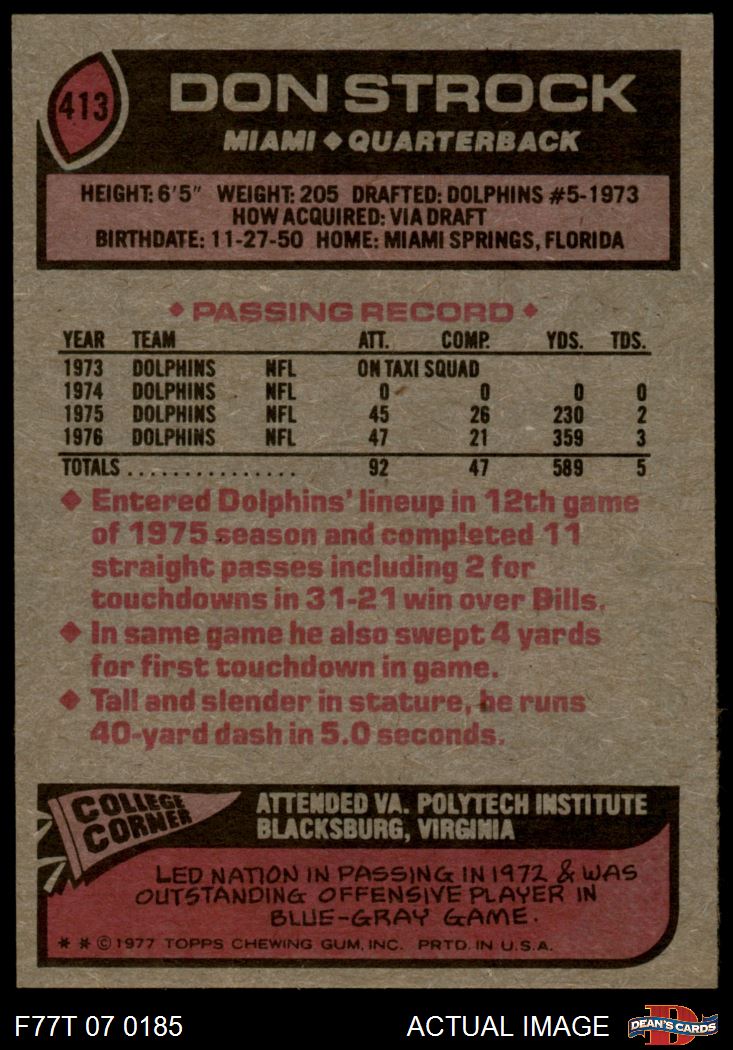 413
DON STROCK
MIAMI ◆ QUARTERBACK
HEIGHT: 6'5" WEIGHT: 205 DRAFTED: DOLPHINS #5-1973
HOW ACQUIRED: VIA DRAFT
BIRTHDATE: 11-27-50 HOME: MIAMI SPRINGS, FLORIDA
◆ PASSING RECORD ◆
YEAR TEAM ATT. COMP. YDS. TDS.
1973 DOLPHINS NFL ON TAXI SQUAD
1974 DOLPHINS NFL 0 0 0 0
1975 DOLPHINS NFL 45 26 230 2
1976 DOLPHINS NFL 47 21 359 3
TOTALS ............... 92 47 589 5
◆ Entered Dolphins' lineup in 12th game
of 1975 season and completed 11
straight passes including 2 for
touchdowns in 31-21 win over Bills.
◆ In same game he also swept 4 yards
for first touchdown in game.
◆ Tall and slender in stature, he runs
40-yard dash in 5.0 seconds.
COLLEGE
CORNER
ATTENDED VA. POLYTECH INSTITUTE
BLACKSBURG, VIRGINIA
LED NATION IN PASSING IN 1972 & WAS
OUTSTANDING OFFENSIVE PLAYER IN
BLUE-GRAY GAME.
* * © 1977 TOPPS CHEWING GUM, INC. PRTD. IN U.S.A.
F77T 07 0185
ACTUAL IMAGE
D
DEAN'S CARDS